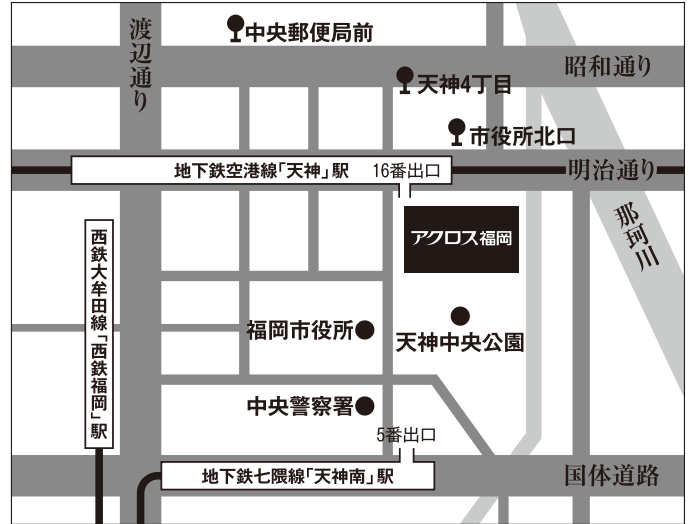 渡辺通り
中央郵便局前
昭和通り
天神4丁目
市役所北口
地下鉄空港線「天神」駅
16番出口
明治通り
アクロス福岡
那珂川
西鉄大牟田線「西鉄福岡」駅
福岡市役所
天神中央公園
中央警察署
5番出口
地下鉄七隈線「天神南」駅
国体道路